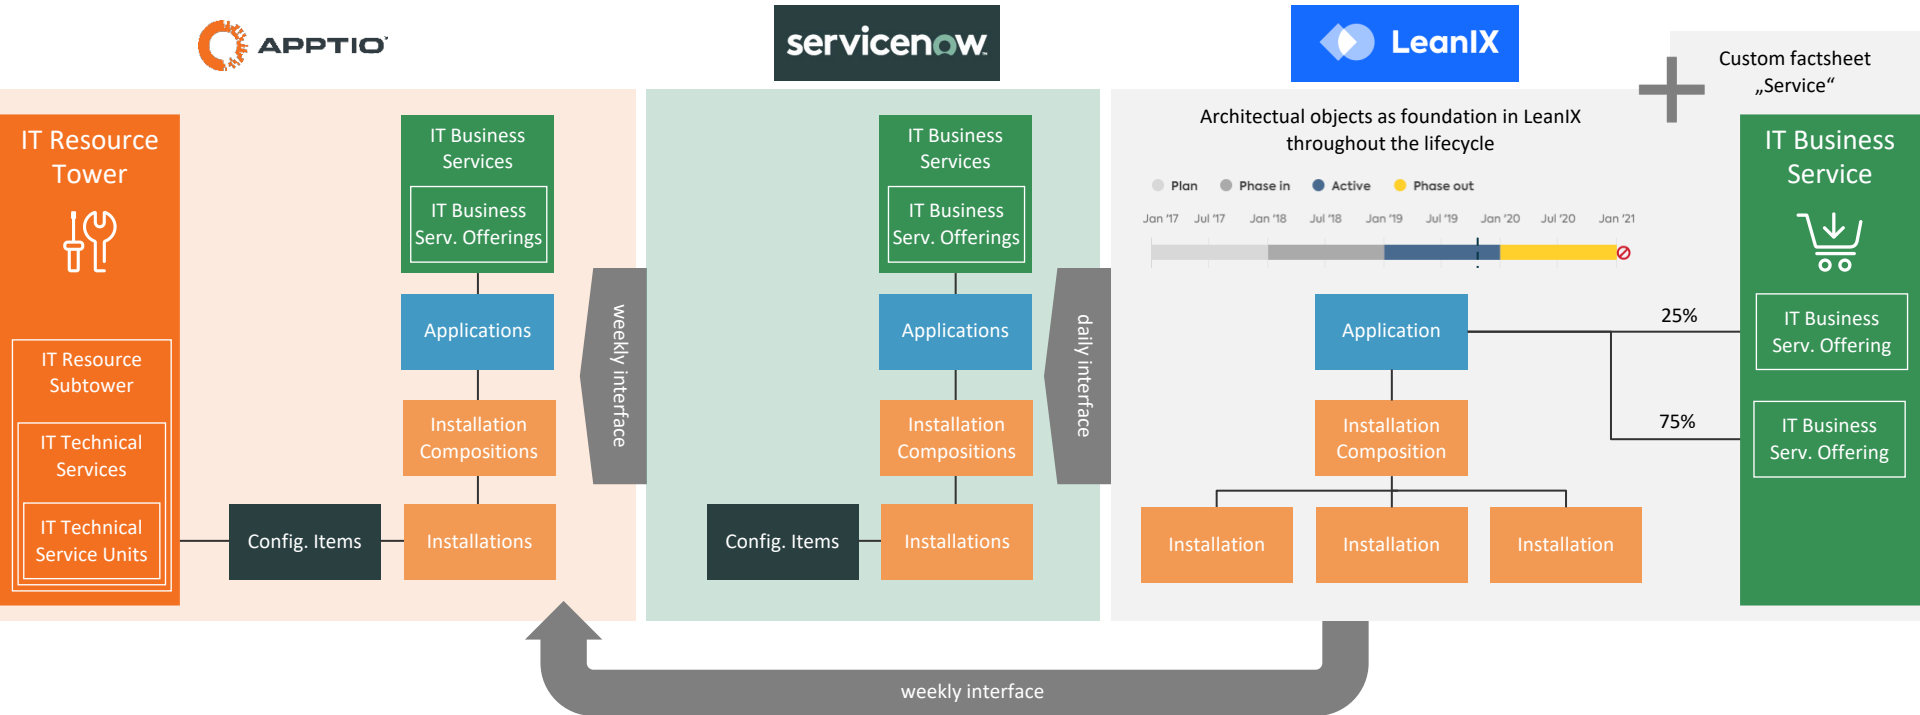 APPTIO
servicenow
LeanIX
Custom factsheet
„Service“
IT Resource
Tower
IT Resource
Subtower
IT Technical
Services
IT Technical
Service Units
Config. Items
IT Business
Services
IT Business
Serv. Offerings
Applications
Installation
Compositions
Installations
weekly interface
IT Business
Services
IT Business
Serv. Offerings
Applications
Installation
Compositions
Config. Items
Installations
daily interface
Architectual objects as foundation in LeanIX
throughout the lifecycle
Plan Phase in Active Phase out
Jan '17 Jul '17 Jan '18 Jul '18 Jan '19 Jul '19 Jan '20 Jul '20 Jan '21
Application
Installation
Composition
Installation
Installation
Installation
25%
75%
IT Business
Service
IT Business
Serv. Offering
IT Business
Serv. Offering
weekly interface